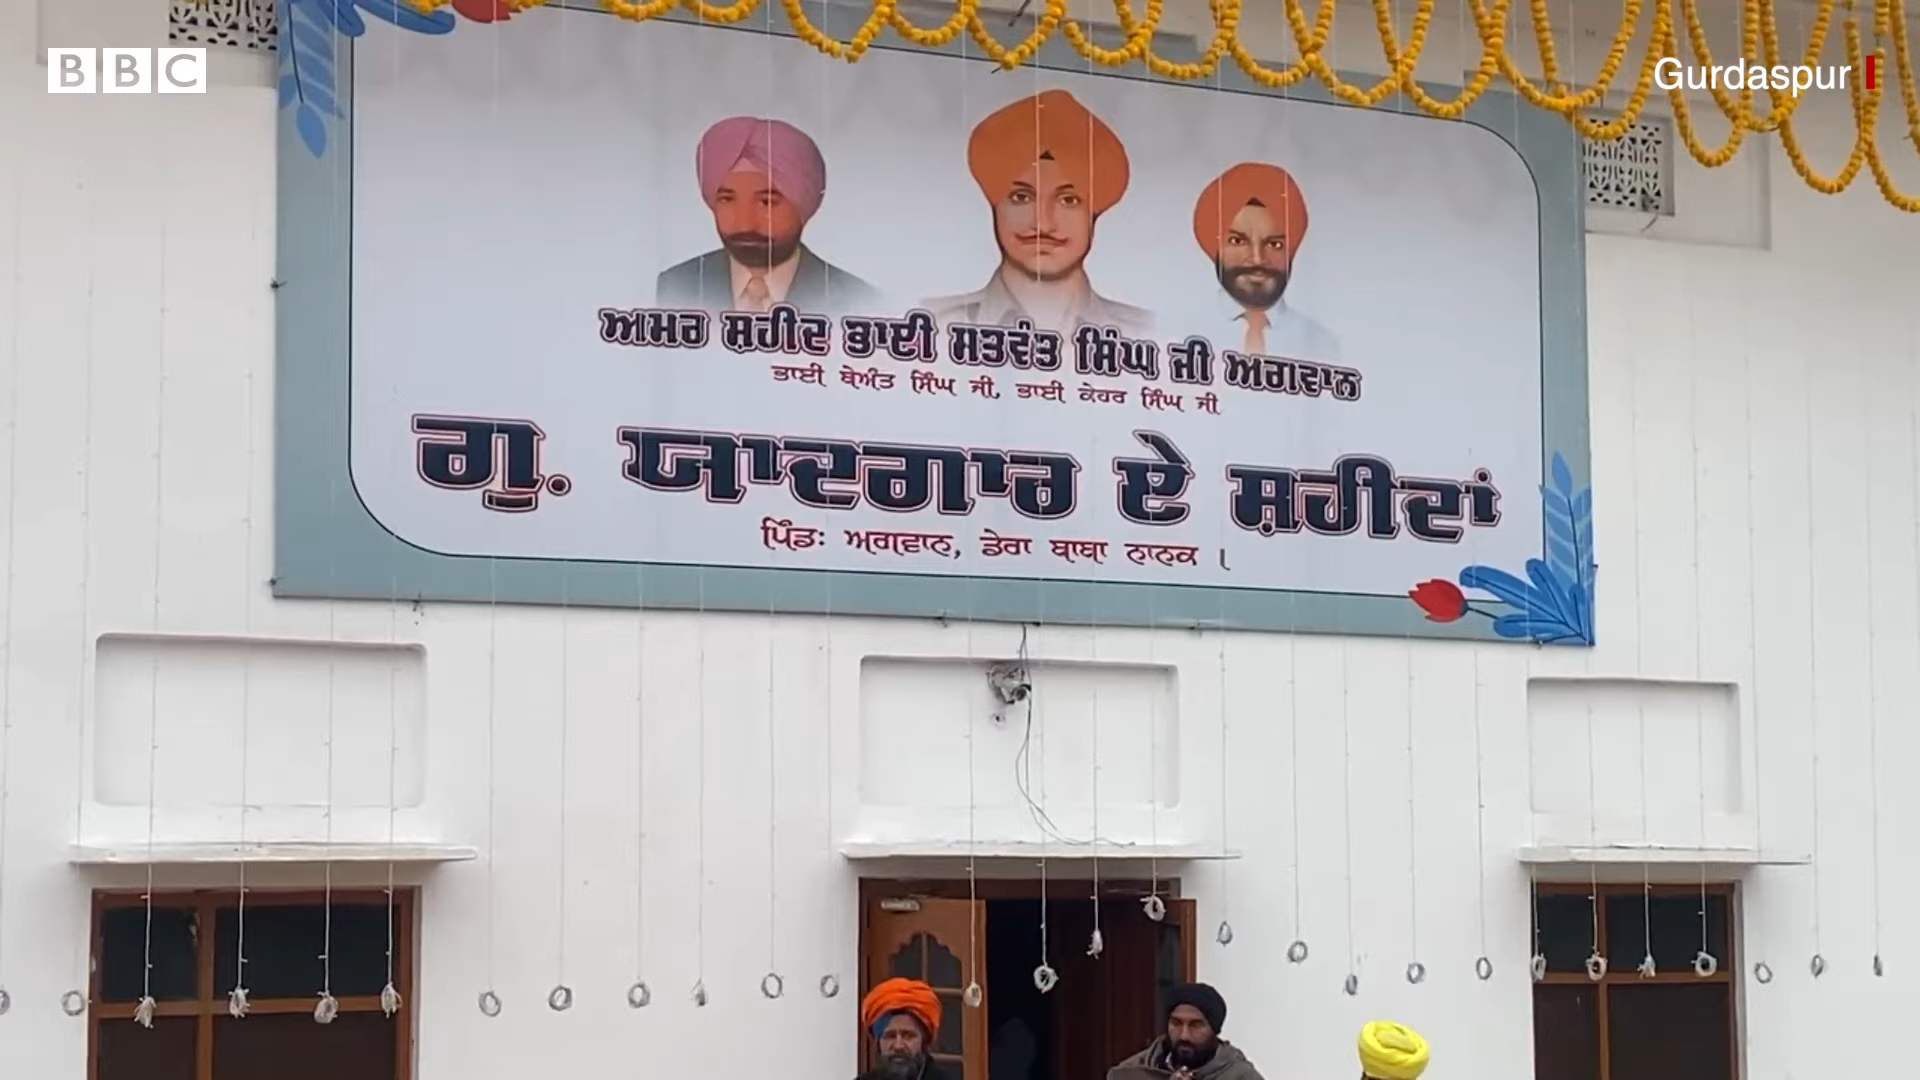 BBC
Gurdaspur
ਅਮਰ ਸ਼ਹੀਦ ਭਾਈ ਸਤਵੰਤ ਸਿੰਘ ਜੀ ਅਗਵਾਨ
ਭਾਈ ਬੇਅੰਤ ਸਿੰਘ ਜੀ, ਭਾਈ ਕੇਹਰ ਸਿੰਘ ਜੀ
ਗੁ. ਯਾਦਗਾਰ ਏ ਸ਼ਹੀਦਾਂ
ਪਿੰਡਃ ਅਗਵਾਨ, ਡੇਰਾ ਬਾਬਾ ਨਾਨਕ ।